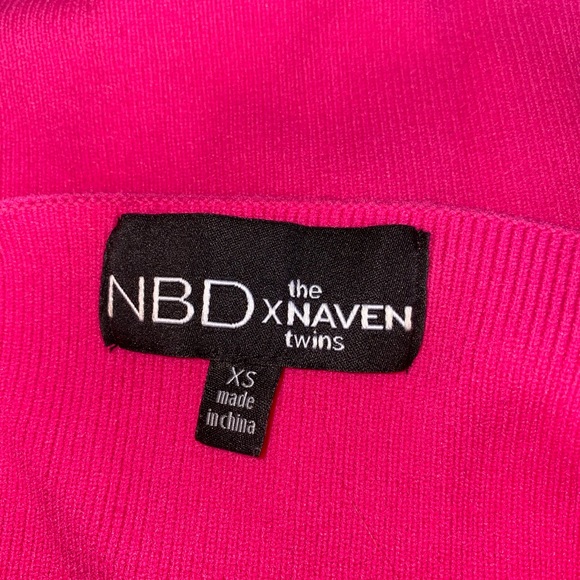 NBD x the NAVEN twins
XS
made
in china